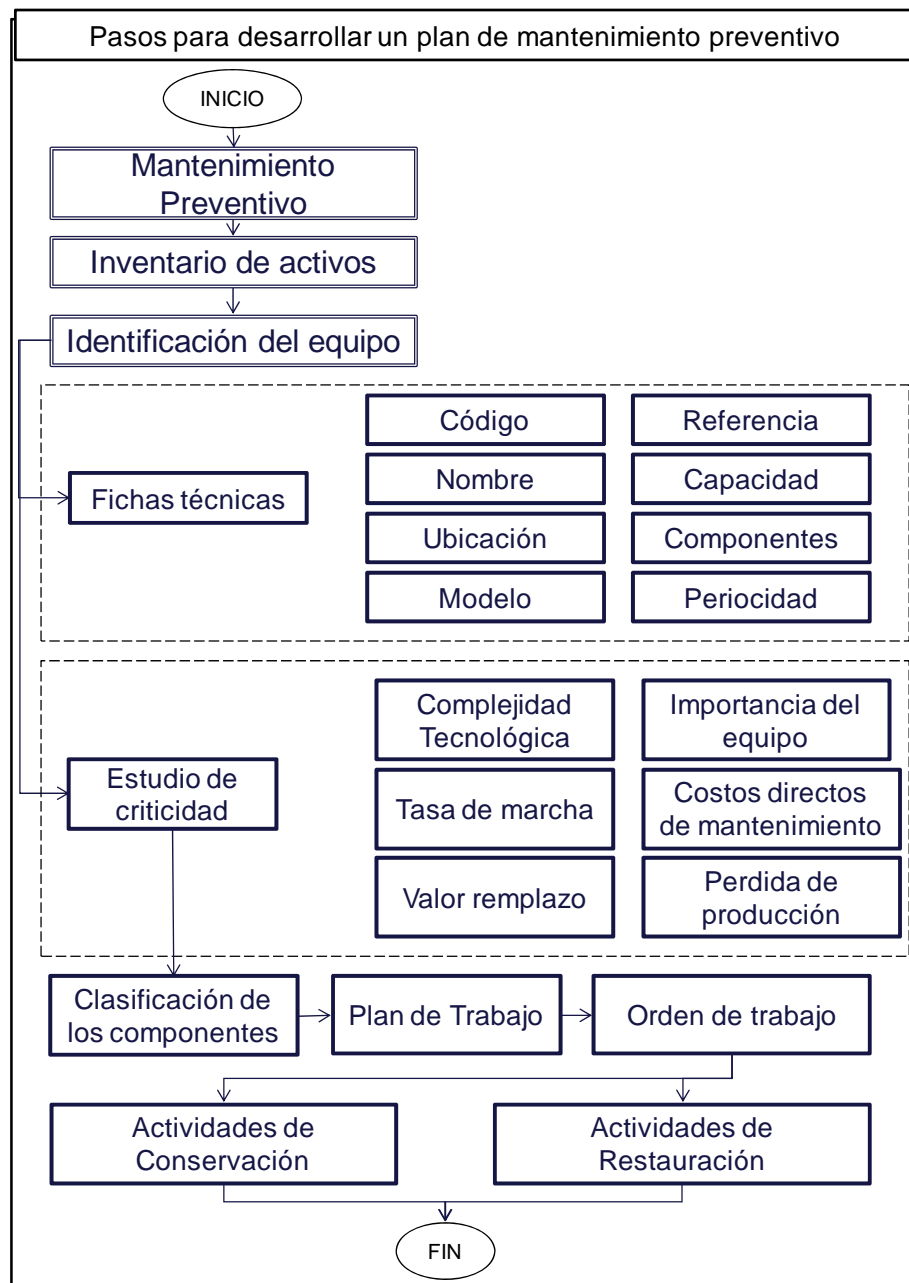 Pasos para desarrollar un plan de mantenimiento preventivo
INICIO
Mantenimiento
Preventivo
Inventario de activos
Identificación del equipo
Fichas técnicas
Código
Referencia
Nombre
Capacidad
Ubicación
Componentes
Modelo
Periocidad
Estudio de
criticidad
Complejidad
Tecnológica
Importancia del
equipo
Tasa de marcha
Costos directos
de mantenimiento
Valor remplazo
Perdida de
producción
Clasificación de
los componentes
Plan de Trabajo
Orden de trabajo
Actividades de
Conservación
Actividades de
Restauración
FIN